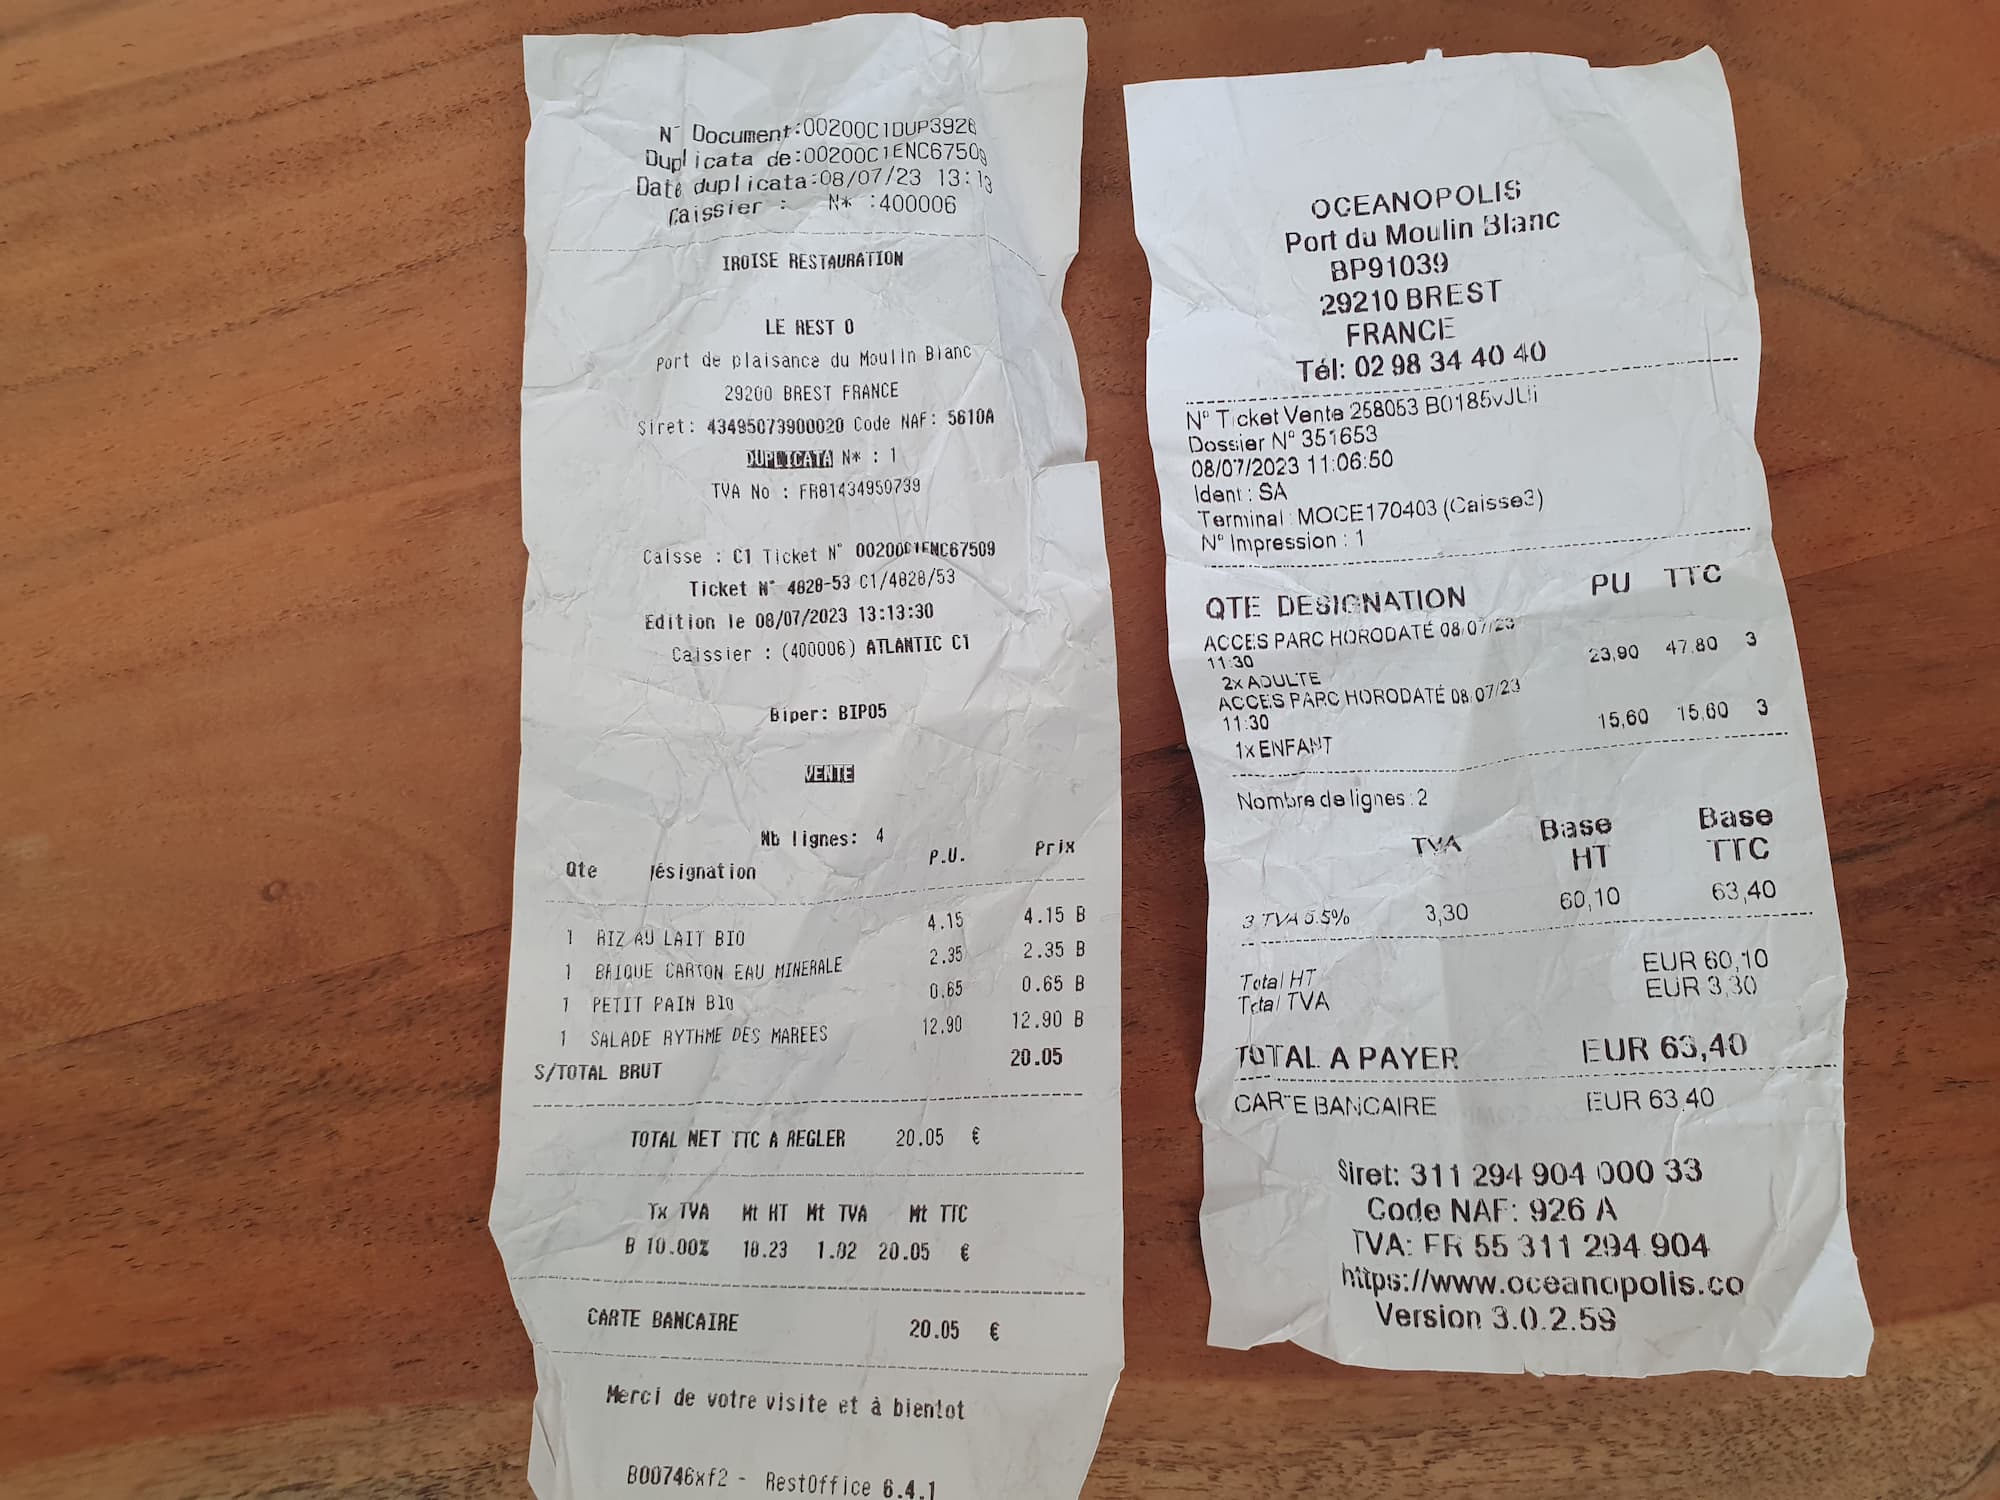 N° Document:00200C1DUP3926
Duplicata de:00200C1ENC67509
Date duplicata:08/07/23 13:13
Caissier : N* :400006
IROISE RESTAURATION
LE REST O
Port de plaisance du Moulin Blanc
29200 BREST FRANCE
Siret: 43495073900020 Code NAF: 5610A
DUPLICATA N* : 1
TVA No : FR81434950739
Caisse : C1 Ticket N° 00200C1ENC67509
Ticket N° 4828-53 C1/4828/53
Edition le 08/07/2023 13:13:30
Caissier : (400006) ATLANTIC C1
Biper: BIP05
VENTE
Nb lignes: 4
Qte Désignation P.U. Prix
1 RIZ AU LAIT BIO 4.15 4.15 B
1 BRIQUE CARTON EAU MINERALE 2.35 2.35 B
1 PETIT PAIN BIO 0.65 0.65 B
1 SALADE RYTHME DES MAREES 12.90 12.90 B
S/TOTAL BRUT 20.05
TOTAL NET TTC A REGLER 20.05 €
Tx TVA Mt HT Mt TVA Mt TTC
B 10.00% 18.23 1.82 20.05 €
CARTE BANCAIRE 20.05 €
Merci de votre visite et à bientot
B00746xf2 - RestOffice 6.4.1
OCEANOPOLIS
Port du Moulin Blanc
BP91039
29210 BREST
FRANCE
Tél: 02 98 34 40 40
N° Ticket Vente 258053 B0185vJUi
Dossier N° 351653
08/07/2023 11:06:50
Ident : SA
Terminal : MOCE170403 (Caisse3)
N° Impression : 1
QTE DESIGNATION PU TTC
ACCES PARC HORODATÉ 08/07/23
11:30 23,90 47,80 3
2x ADULTE
ACCES PARC HORODATÉ 08/07/23
11:30 15,60 15,60 3
1x ENFANT
Nombre de lignes : 2
TVA Base HT Base TTC
3 TVA 5.5% 3,30 60,10 63,40
Total HT EUR 60,10
Total TVA EUR 3,30
TOTAL A PAYER EUR 63,40
CARTE BANCAIRE EUR 63,40
Siret: 311 294 904 000 33
Code NAF: 926 A
TVA: FR 55 311 294 904
https://www.oceanopolis.co
Version 3.0.2.59